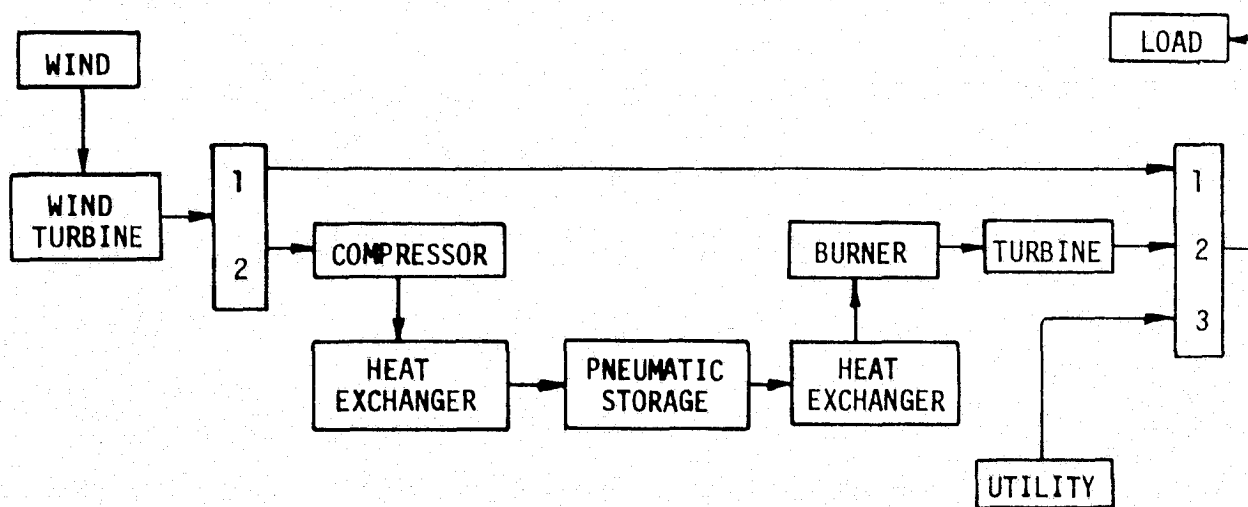 LOAD
WIND
WIND
TURBINE
1
2
COMPRESSOR
HEAT
EXCHANGER
PNEUMATIC
STORAGE
HEAT
EXCHANGER
BURNER
TURBINE
1
2
3
UTILITY